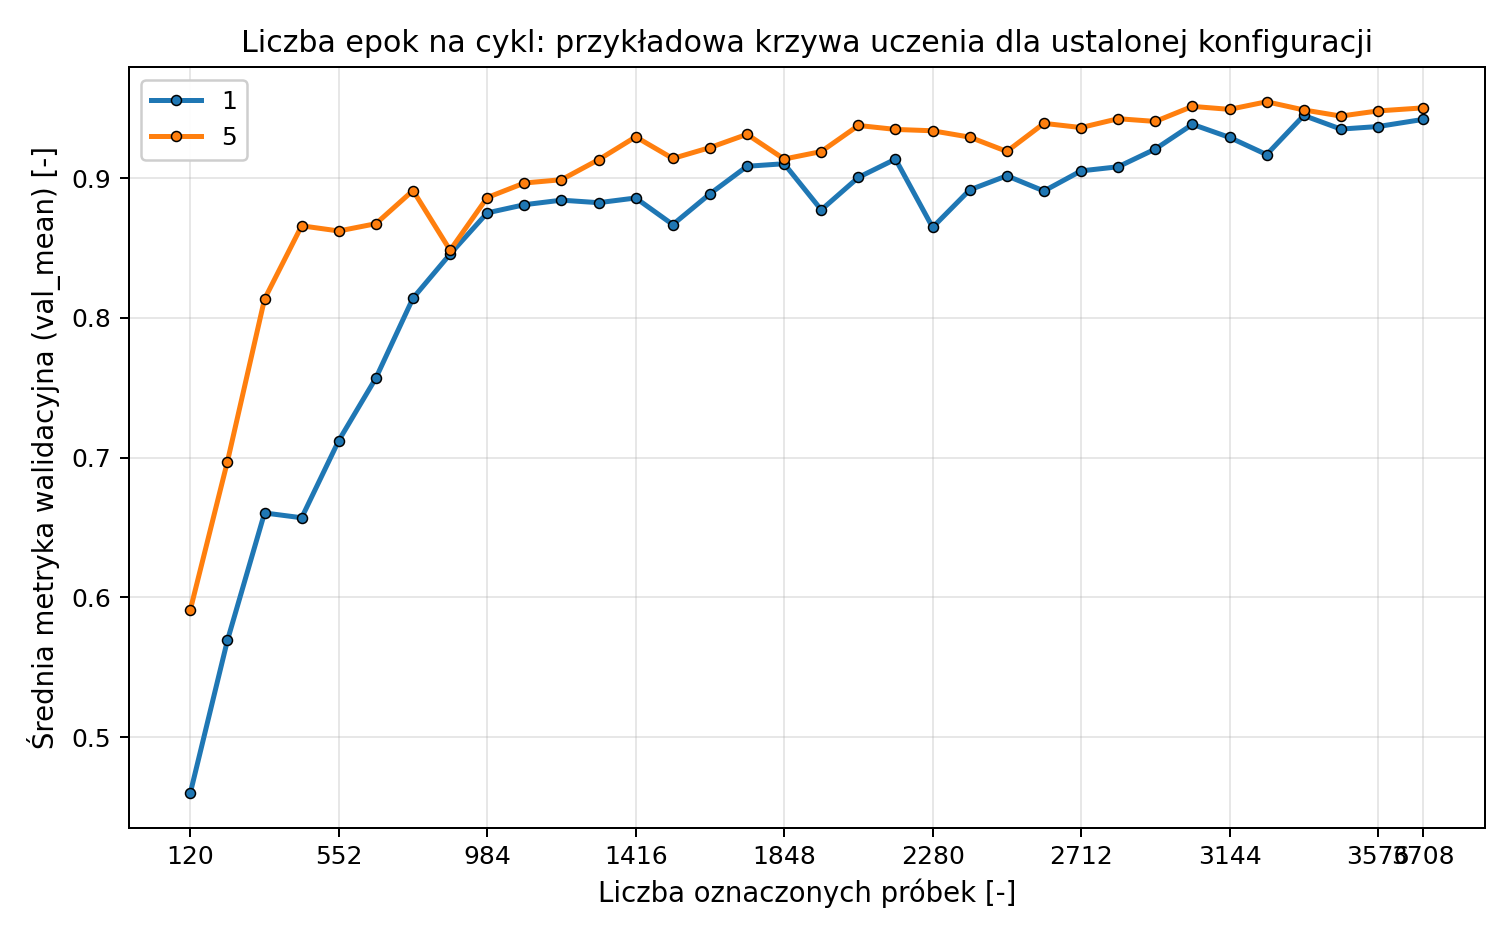 Liczba epok na cykl: przykładowa krzywa uczenia dla ustalonej konfiguracji
1
5
Średnia metryka walidacyjna (val_mean) [-]
0.9
0.8
0.7
0.6
0.5
120 552 984 1416 1848 2280 2712 3144 3576 3708
Liczba oznaczonych próbek [-]